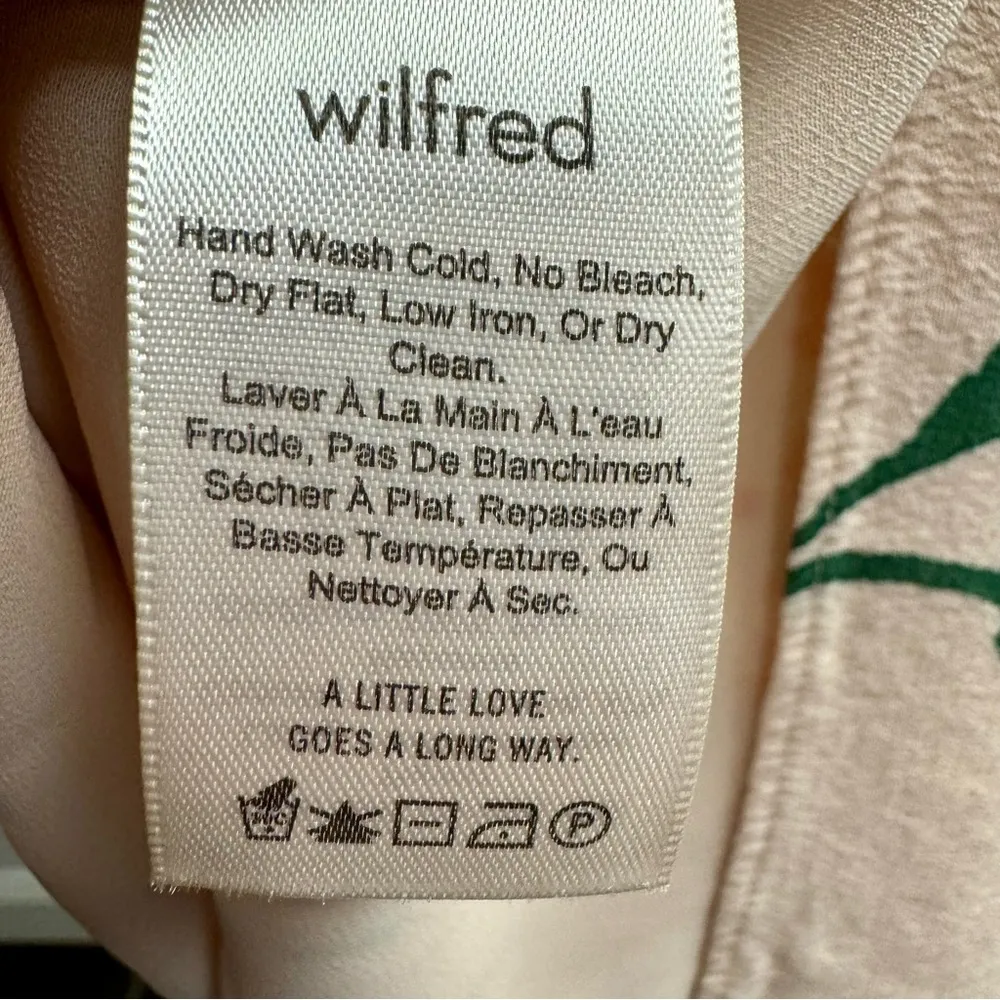 wilfred
Hand Wash Cold, No Bleach,
Dry Flat, Low Iron, Or Dry
Clean.
Laver À La Main À L'eau
Froide, Pas De Blanchiment,
Sécher À Plat, Repasser À
Basse Température, Ou
Nettoyer À Sec.
A LITTLE LOVE
GOES A LONG WAY.
P